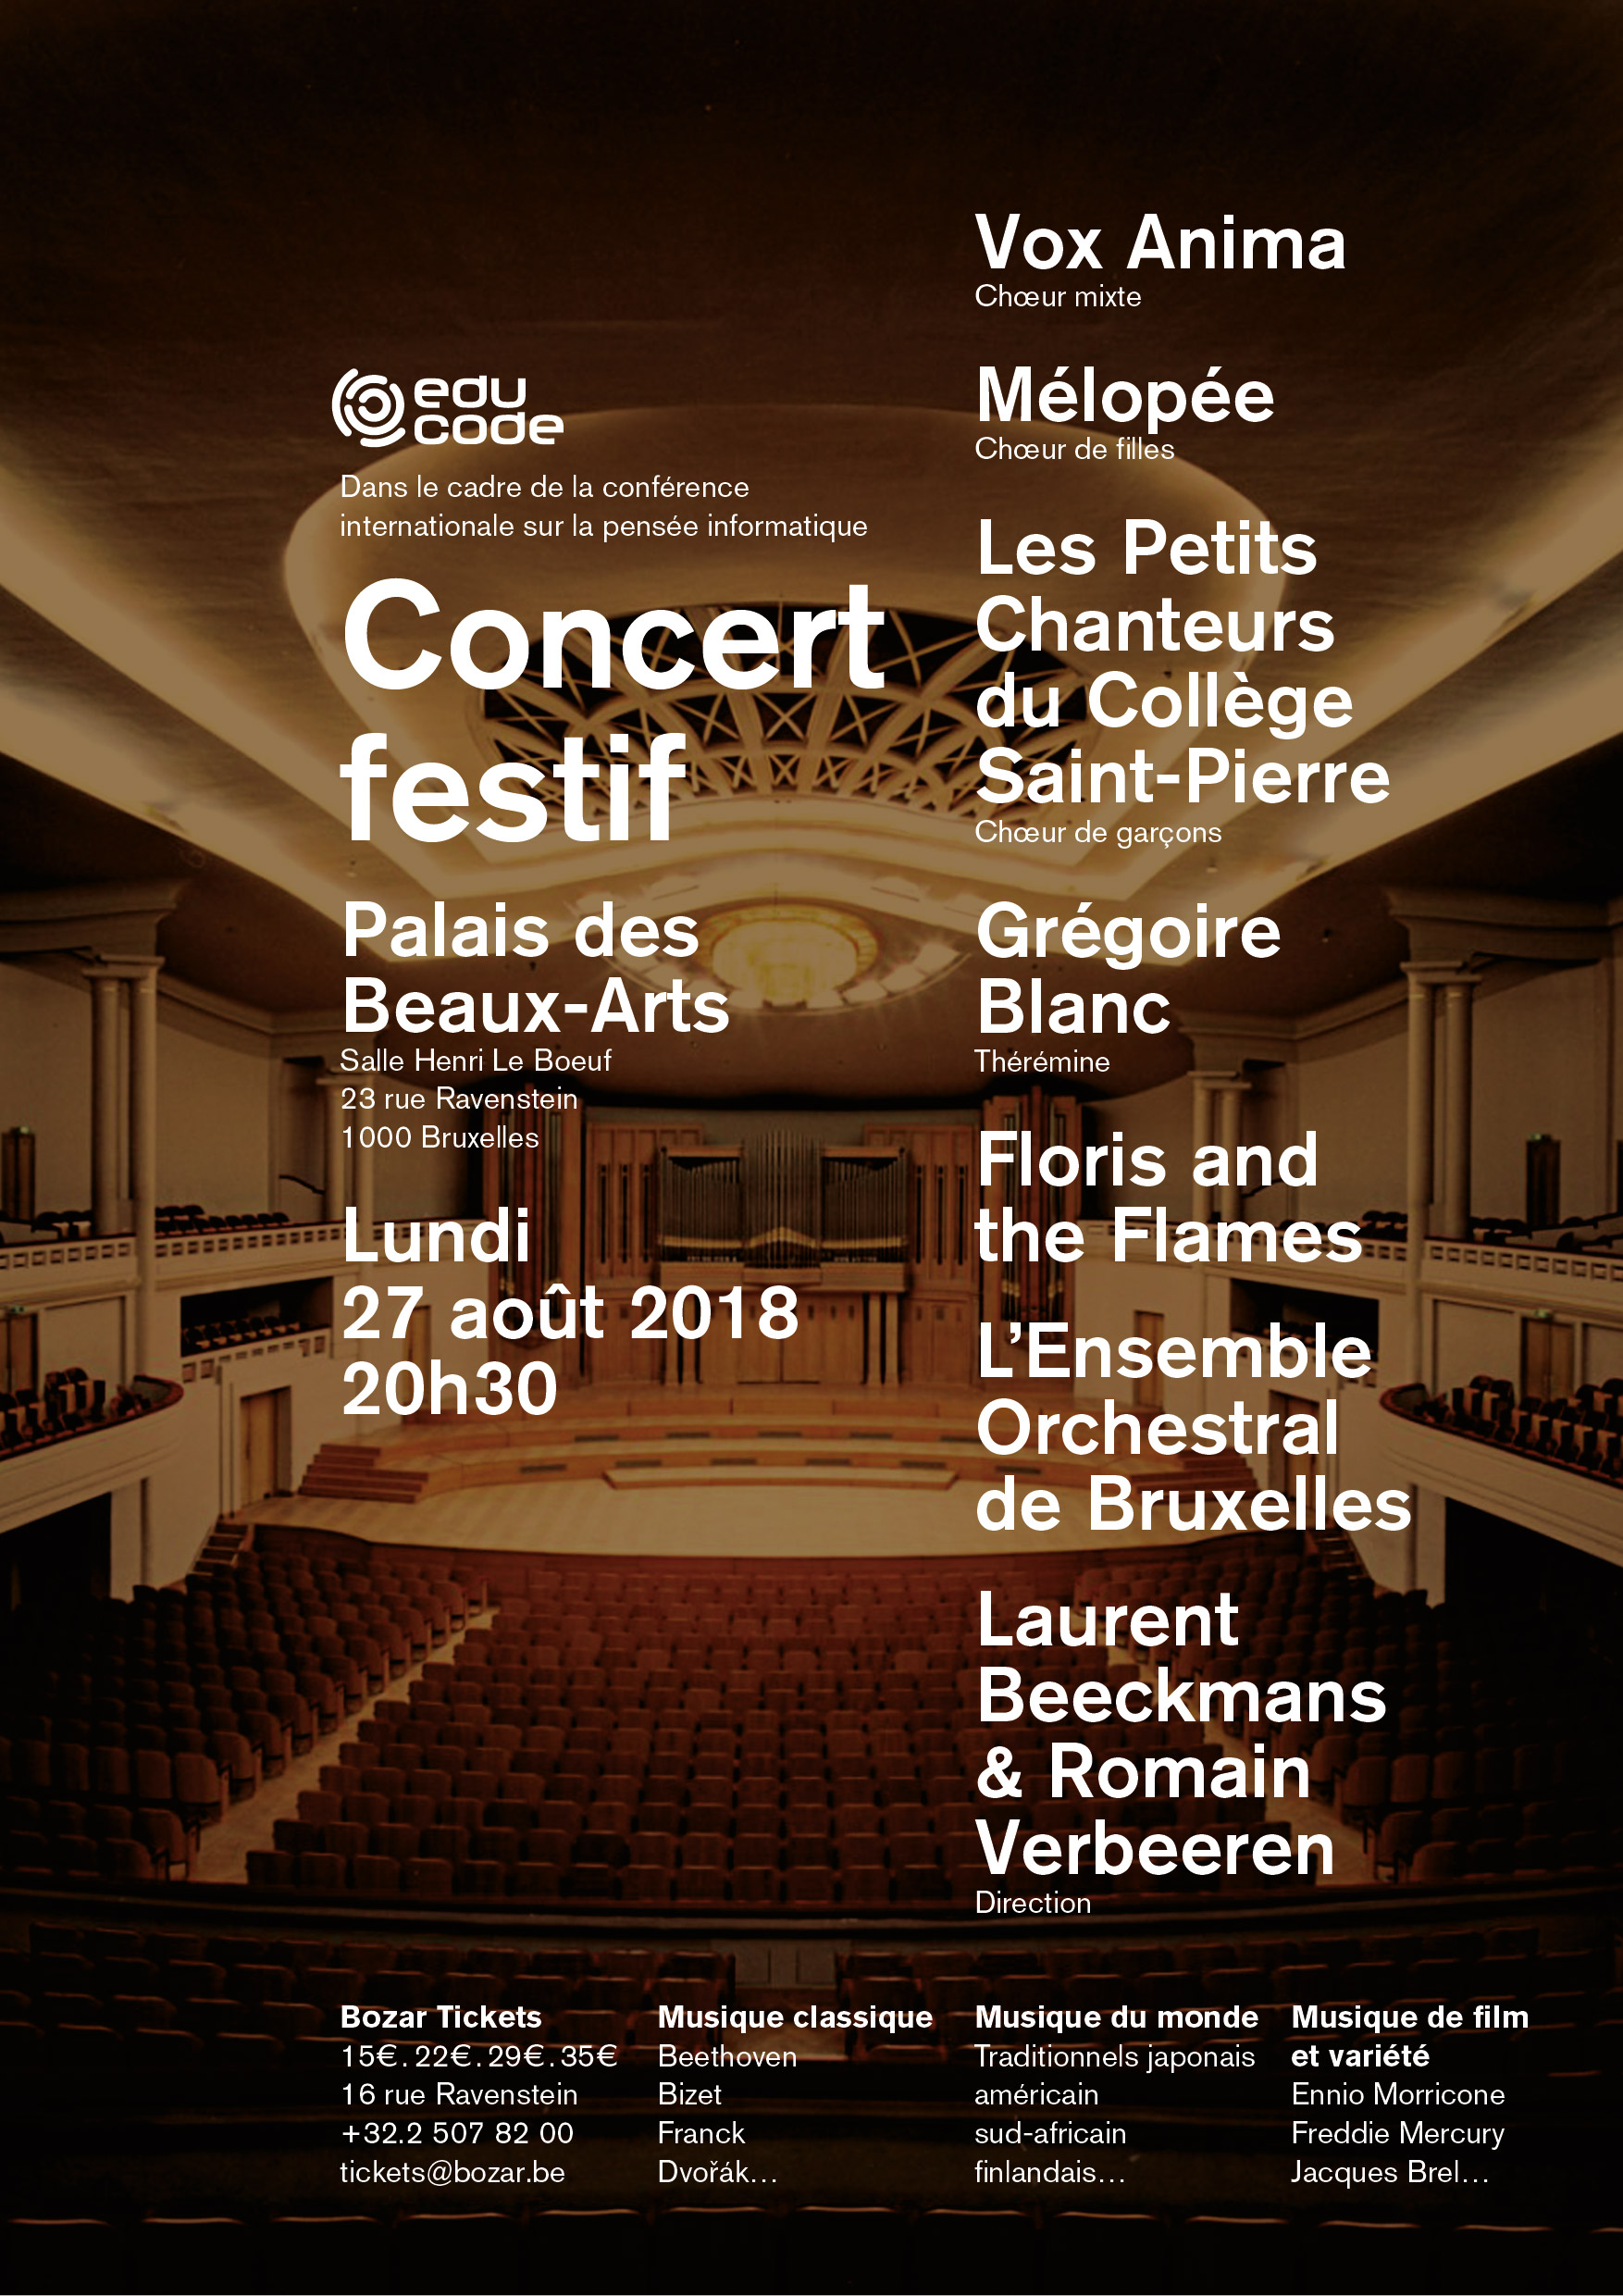 edu
code
Dans le cadre de la conférence
internationale sur la pensée informatique
Concert
festif
Palais des
Beaux-Arts
Salle Henri Le Boeuf
23 rue Ravenstein
1000 Bruxelles
Lundi
27 août 2018
20h30
Vox Anima
Chœur mixte
Mélopée
Chœur de filles
Les Petits
Chanteurs
du Collège
Saint-Pierre
Chœur de garçons
Grégoire
Blanc
Thérémine
Floris and
the Flames
L’Ensemble
Orchestral
de Bruxelles
Laurent
Beeckmans
& Romain
Verbeeren
Direction
Bozar Tickets
15€. 22€. 29€. 35€
16 rue Ravenstein
+32.2 507 82 00
tickets@bozar.be
Musique classique
Beethoven
Bizet
Franck
Dvořák…
Musique du monde
Traditionnels japonais
américain
sud-africain
finlandais…
Musique de film
et variété
Ennio Morricone
Freddie Mercury
Jacques Brel…